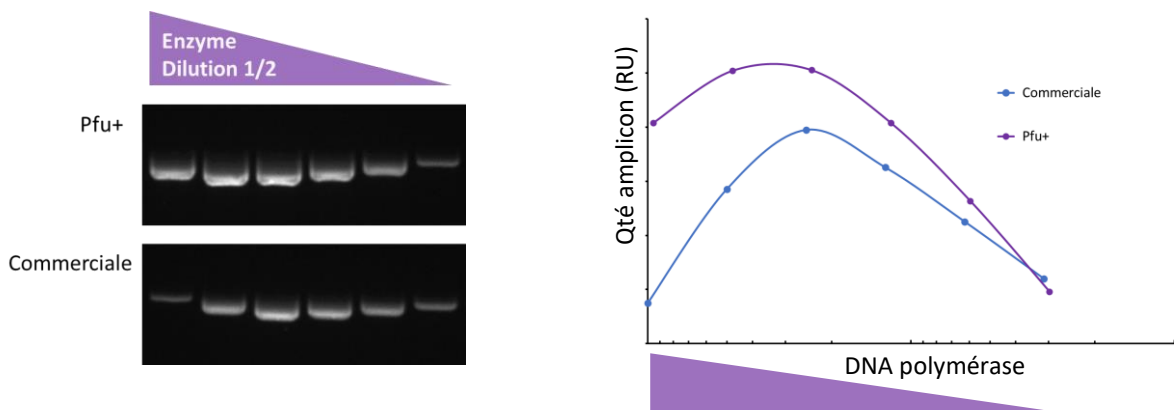 Enzyme
Dilution 1/2
Pfu+
Commerciale
Qté amplicon (RU)
Commerciale
Pfu+
DNA polymérase